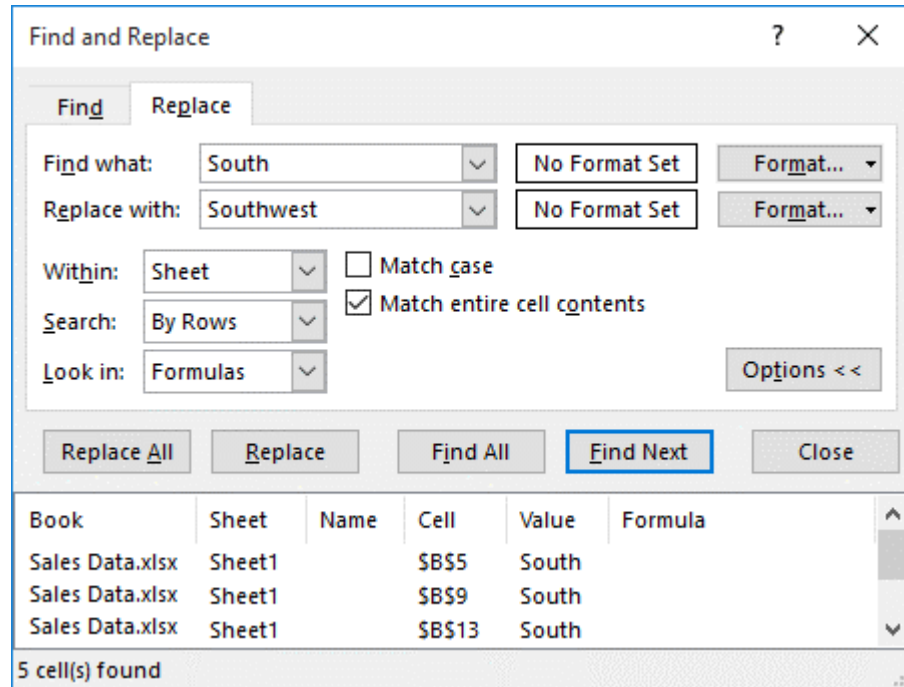 Find and Replace ?
Find Replace
Find what: South No Format Set Format...
Replace with: Southwest No Format Set Format...
Within: Sheet Match case
Match entire cell contents
Search: By Rows
Look in: Formulas Options <<
Replace All Replace Find All Find Next Close
Book Sheet Name Cell Value Formula
Sales Data.xlsx Sheet1 $B$5 South
Sales Data.xlsx Sheet1 $B$9 South
Sales Data.xlsx Sheet1 $B$13 South
5 cell(s) found